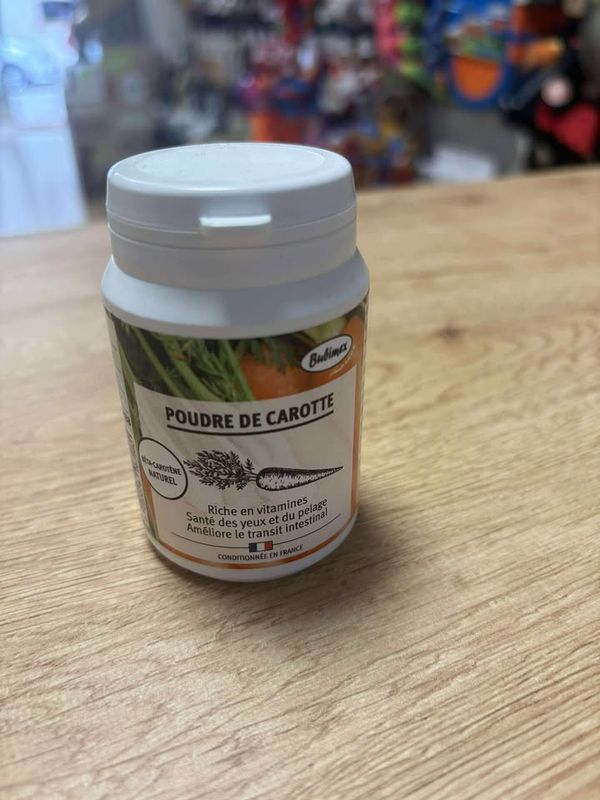 Bubimex
POUDRE DE CAROTTE
BÊTA-CAROTÈNE
NATUREL
Riche en vitamines
Santé des yeux et du pelage
Améliore le transit intestinal
CONDITIONNÉE EN FRANCE